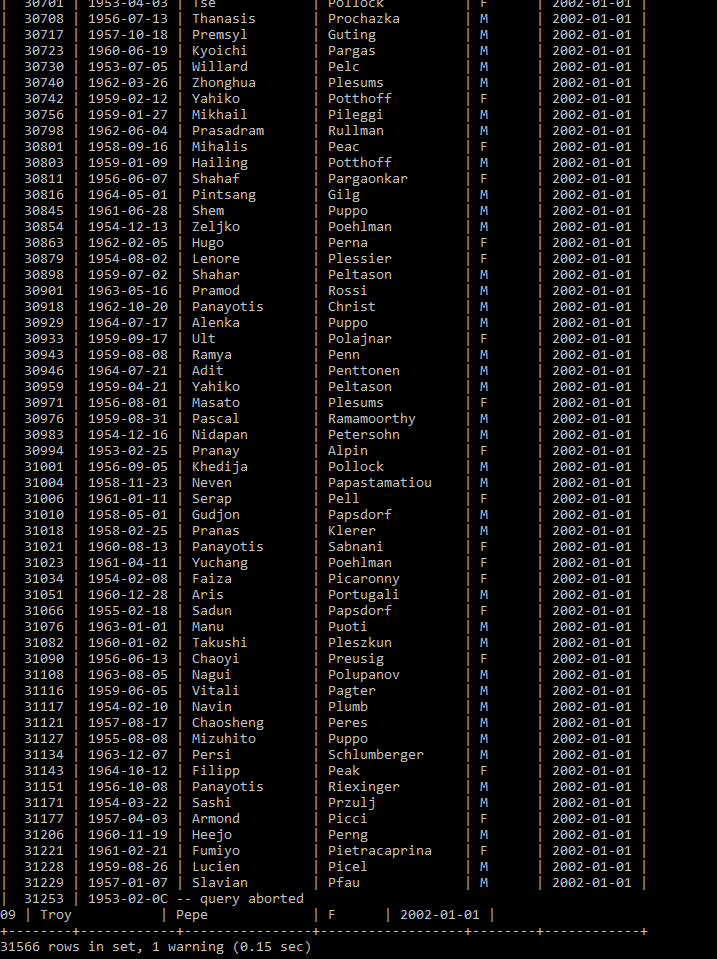 | 30701 | 1953-04-03 | Tse | Pollock | F | 2002-01-01 |
| 30708 | 1956-07-13 | Thanasis | Prochazka | M | 2002-01-01 |
| 30717 | 1957-10-18 | Premsyl | Guting | M | 2002-01-01 |
| 30723 | 1960-06-19 | Kyoichi | Pargas | M | 2002-01-01 |
| 30730 | 1953-07-05 | Willard | Pelc | M | 2002-01-01 |
| 30740 | 1962-03-26 | Zhonghua | Plesums | M | 2002-01-01 |
| 30742 | 1959-02-12 | Yahiko | Potthoff | F | 2002-01-01 |
| 30756 | 1959-01-27 | Mikhail | Pileggi | M | 2002-01-01 |
| 30798 | 1962-06-04 | Prasadram | Rullman | M | 2002-01-01 |
| 30801 | 1958-09-16 | Mihalis | Peac | F | 2002-01-01 |
| 30803 | 1959-01-09 | Hailing | Potthoff | M | 2002-01-01 |
| 30811 | 1956-06-07 | Shahaf | Pargaonkar | F | 2002-01-01 |
| 30816 | 1964-05-01 | Pintsang | Gilg | M | 2002-01-01 |
| 30845 | 1961-06-28 | Shem | Puppo | M | 2002-01-01 |
| 30854 | 1954-12-13 | Zeljko | Poehlman | M | 2002-01-01 |
| 30863 | 1962-02-05 | Hugo | Perna | F | 2002-01-01 |
| 30879 | 1954-08-02 | Lenore | Plessier | F | 2002-01-01 |
| 30898 | 1959-07-02 | Shahar | Peltason | M | 2002-01-01 |
| 30901 | 1963-05-16 | Pramod | Rossi | M | 2002-01-01 |
| 30918 | 1962-10-20 | Panayotis | Christ | M | 2002-01-01 |
| 30929 | 1964-07-17 | Alenka | Puppo | M | 2002-01-01 |
| 30933 | 1959-09-17 | Ult | Polajnar | F | 2002-01-01 |
| 30943 | 1959-08-08 | Ramya | Penn | M | 2002-01-01 |
| 30946 | 1964-07-21 | Adit | Penttonen | M | 2002-01-01 |
| 30959 | 1959-04-21 | Yahiko | Peltason | M | 2002-01-01 |
| 30971 | 1956-08-01 | Masato | Plesums | F | 2002-01-01 |
| 30976 | 1959-08-31 | Pascal | Ramamoorthy | M | 2002-01-01 |
| 30983 | 1954-12-16 | Nidapan | Petersohn | M | 2002-01-01 |
| 30994 | 1953-02-25 | Pranay | Alpin | F | 2002-01-01 |
| 31001 | 1956-09-05 | Khedija | Pollock | M | 2002-01-01 |
| 31004 | 1958-11-23 | Neven | Papastamatiou | M | 2002-01-01 |
| 31006 | 1961-01-11 | Serap | Pell | F | 2002-01-01 |
| 31010 | 1958-05-01 | Gudjon | Papsdorf | M | 2002-01-01 |
| 31018 | 1958-02-25 | Pranas | Klerer | M | 2002-01-01 |
| 31021 | 1960-08-13 | Panayotis | Sabnani | F | 2002-01-01 |
| 31023 | 1961-04-11 | Yuchang | Poehlman | F | 2002-01-01 |
| 31034 | 1954-02-08 | Faiza | Picaronny | F | 2002-01-01 |
| 31051 | 1960-12-28 | Aris | Portugali | M | 2002-01-01 |
| 31066 | 1955-02-18 | Sadun | Papsdorf | F | 2002-01-01 |
| 31076 | 1963-01-01 | Manu | Puoti | M | 2002-01-01 |
| 31082 | 1960-01-02 | Takushi | Pleszkun | M | 2002-01-01 |
| 31090 | 1956-06-13 | Chaoyi | Preusig | F | 2002-01-01 |
| 31108 | 1963-08-05 | Nagui | Polupanov | M | 2002-01-01 |
| 31116 | 1959-06-05 | Vitali | Pagter | M | 2002-01-01 |
| 31117 | 1954-02-10 | Navin | Plumb | M | 2002-01-01 |
| 31121 | 1957-08-17 | Chaosheng | Peres | M | 2002-01-01 |
| 31127 | 1955-08-08 | Mizuhito | Puppo | M | 2002-01-01 |
| 31134 | 1963-12-07 | Persi | Schlumberger | M | 2002-01-01 |
| 31143 | 1964-10-12 | Filipp | Peak | F | 2002-01-01 |
| 31151 | 1956-10-08 | Panayotis | Riexinger | M | 2002-01-01 |
| 31171 | 1954-03-22 | Sashi | Przulj | M | 2002-01-01 |
| 31177 | 1957-04-03 | Armond | Picci | F | 2002-01-01 |
| 31206 | 1960-11-19 | Heejo | Perng | M | 2002-01-01 |
| 31221 | 1961-02-21 | Fumiyo | Pietracaprina | F | 2002-01-01 |
| 31228 | 1959-08-26 | Lucien | Picel | M | 2002-01-01 |
| 31229 | 1957-01-07 | Slavian | Pfau | M | 2002-01-01 |
| 31253 | 1953-02-0C -- query aborted
09 | Troy | Pepe | F | 2002-01-01 |
+--------+------------+----------------+------------------+--------+------------+
31566 rows in set, 1 warning (0.15 sec)